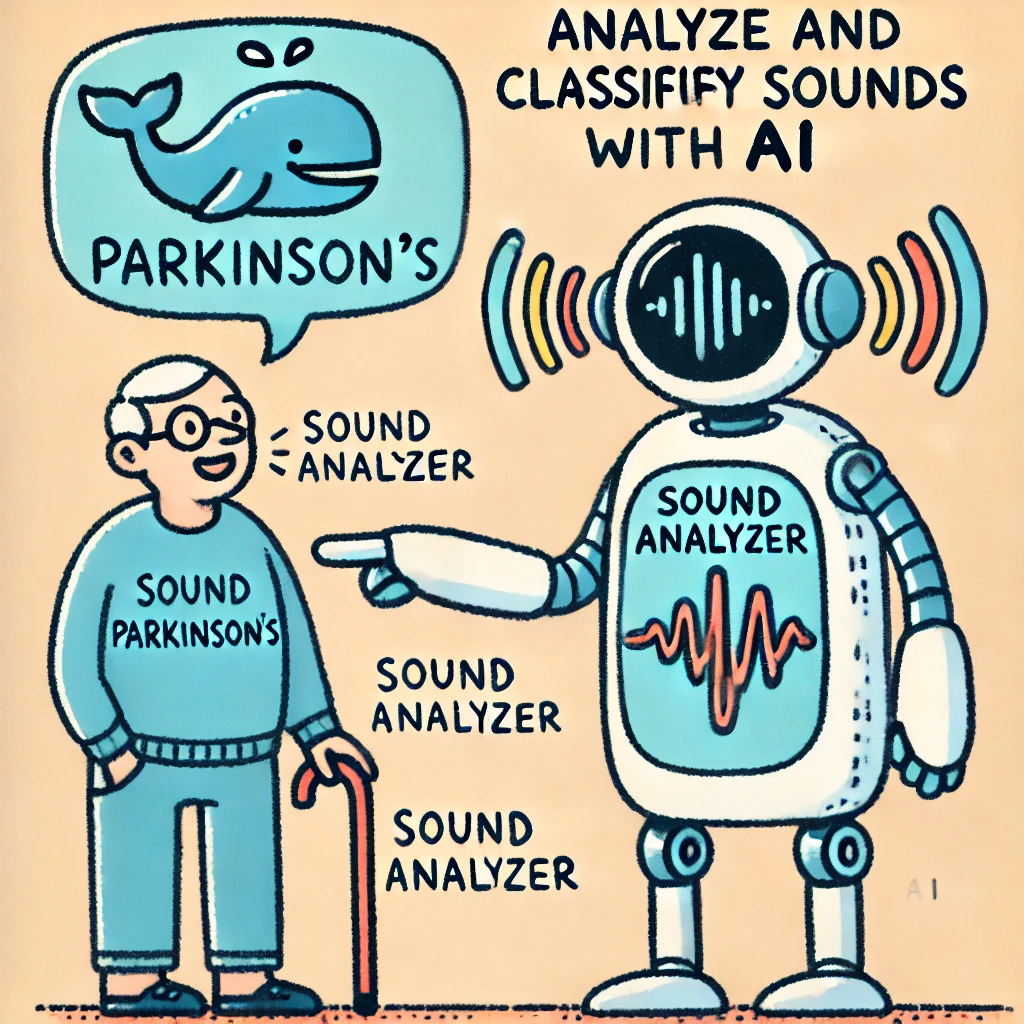 ANALYZE AND
CLASSIFIFY SOUNDS
WITH AI
PARKINSON'S
SOUND
ANALYZER
SOUND
ANALYZER
SOUND
PARKINSON'S
SOUND
ANALYZER
SOUND
ANALYZER
AI